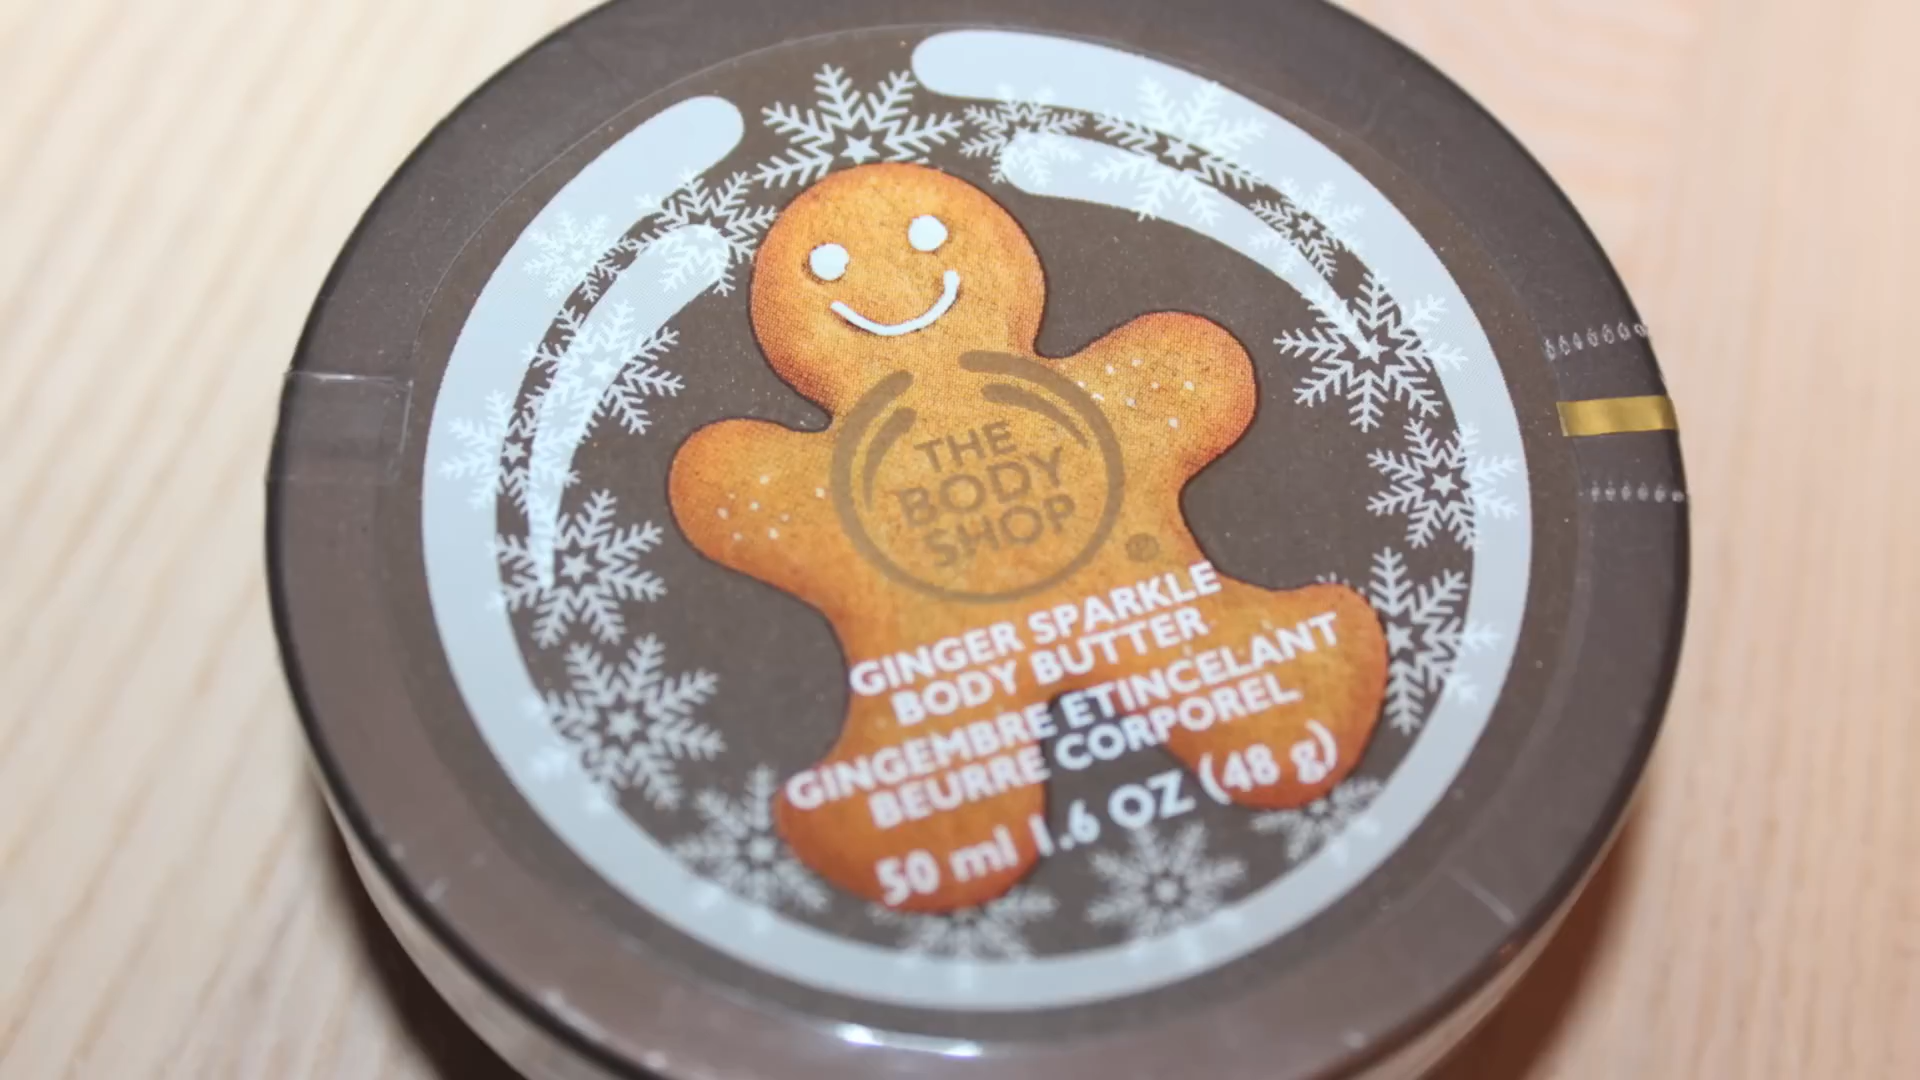 THE
BODY
SHOP
®
GINGER SPARKLE
BODY BUTTER
GINGEMBRE ETINCELANT
BEURRE CORPOREL
50 ml 1.6 OZ (48 g)